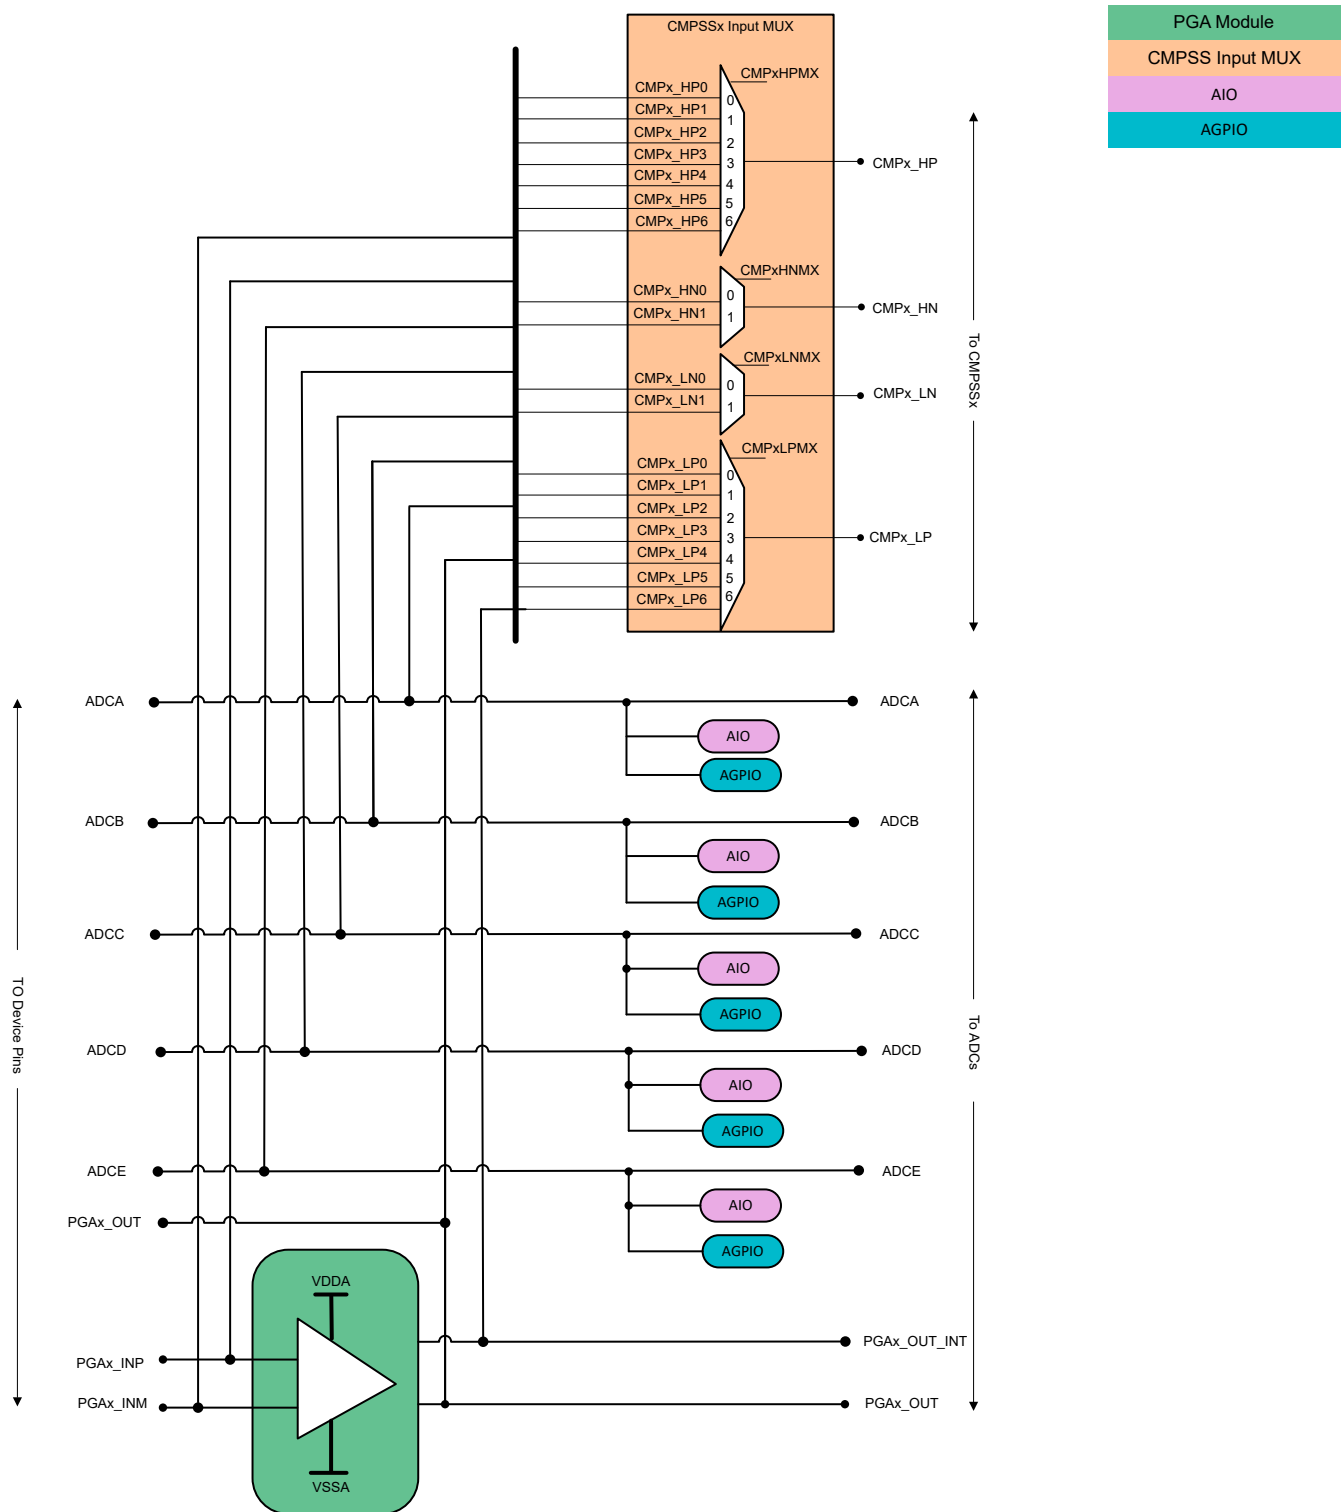 PGA Module
CMPSS Input MUX
AIO
AGPIO
CMPSSx Input MUX
CMPxHPMX
CMPx_HP0
0
CMPx_HP1
1
CMPx_HP2
2
CMPx_HP3
3
CMPx_HP4
4
CMPx_HP5
5
CMPx_HP6
6
CMPx_HP
CMPxHNMX
CMPx_HN0
0
CMPx_HN1
1
CMPx_HN
CMPxLNMX
CMPx_LN0
0
CMPx_LN1
1
CMPx_LN
CMPxLPMX
CMPx_LP0
0
CMPx_LP1
1
CMPx_LP2
2
CMPx_LP3
3
CMPx_LP4
4
CMPx_LP5
5
CMPx_LP6
6
CMPx_LP
To CMPSSx
ADCA
ADCA
AIO
AGPIO
ADCB
ADCB
AIO
AGPIO
ADCC
ADCC
AIO
AGPIO
TO Device Pins
To ADCs
ADCD
ADCD
AIO
AGPIO
ADCE
ADCE
AIO
AGPIO
PGAx_OUT
VDDA
PGAx_INP
PGAx_OUT_INT
PGAx_INM
PGAx_OUT
VSSA